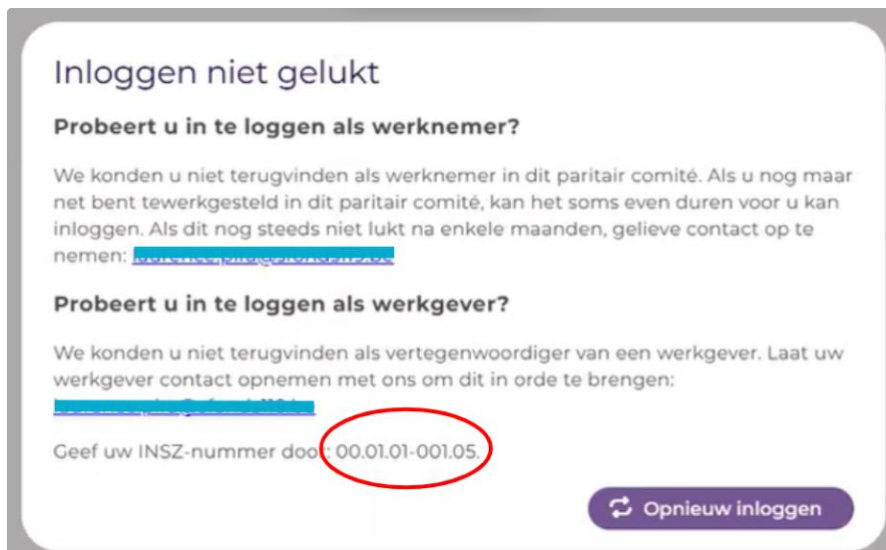 Inloggen niet gelukt
Probeert u in te loggen als werknemer?
We konden u niet terugvinden als werknemer in dit paritair comité. Als u nog maar
net bent tewerkgesteld in dit paritair comité, kan het soms even duren voor u kan
inloggen. Als dit nog steeds niet lukt na enkele maanden, gelieve contact op te
nemen:
Probeert u in te loggen als werkgever?
We konden u niet terugvinden als vertegenwoordiger van een werkgever. Laat uw
werkgever contact opnemen met ons om dit in orde te brengen:
Geef uw INSZ-nummer door: 00.01.01-001.05.
Opnieuw inloggen